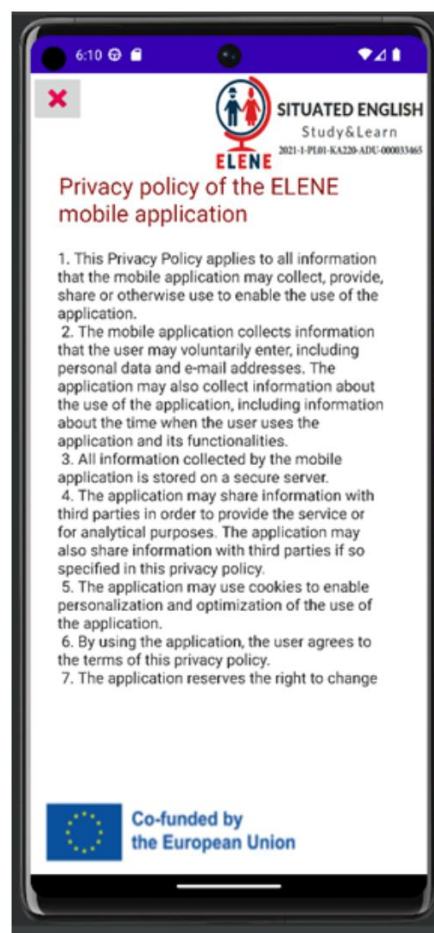 6:10
SITUATED ENGLISH
Study&Learn
2021-1-PL01-KA220-ADU-000033465
ELENE
Privacy policy of the ELENE
mobile application
1. This Privacy Policy applies to all information
that the mobile application may collect, provide,
share or otherwise use to enable the use of the
application.
2. The mobile application collects information
that the user may voluntarily enter, including
personal data and e-mail addresses. The
application may also collect information about
the use of the application, including information
about the time when the user uses the
application and its functionalities.
3. All information collected by the mobile
application is stored on a secure server.
4. The application may share information with
third parties in order to provide the service or
for analytical purposes. The application may
also share information with third parties if so
specified in this privacy policy.
5. The application may use cookies to enable
personalization and optimization of the use of
the application.
6. By using the application, the user agrees to
the terms of this privacy policy.
7. The application reserves the right to change
Co-funded by
the European Union